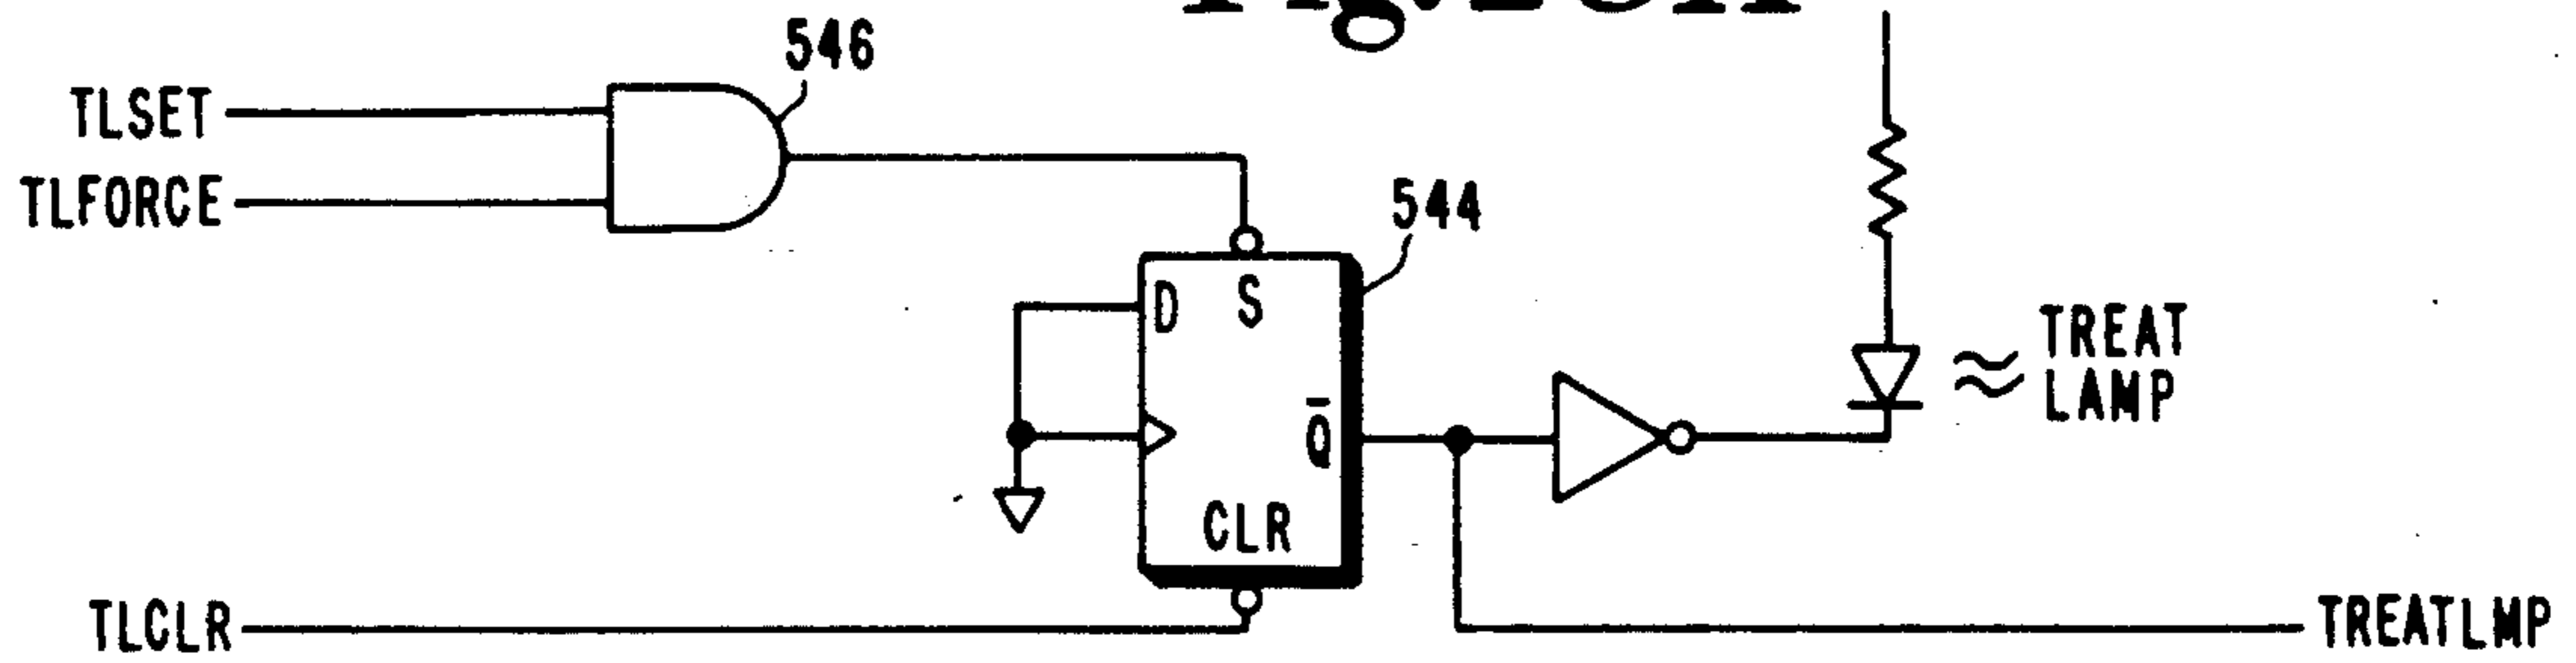 546
TLSET
TLFORCE
544
D
S
TREAT
LAMP
Q̅
CLR
TLCLR
TREATLMP